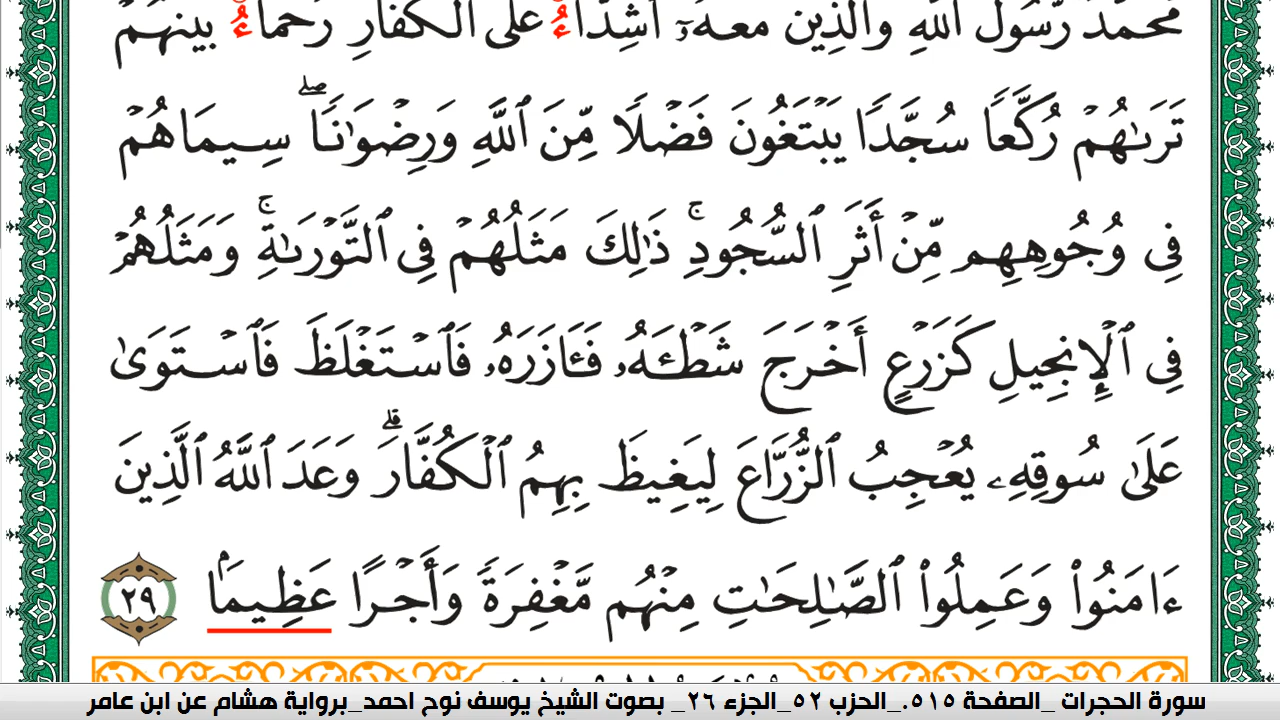 مُحَمَّدٌ رَّسُولُ ٱللَّهِ وَٱلَّذِينَ مَعَهُۥٓ أَشِدَّآءُ عَلَى ٱلْكُفَّارِ رُحَمَآءُ بَيْنَهُمْ
تَرَىٰهُمْ رُكَّعًا سُجَّدًا يَبْتَغُونَ فَضْلًا مِّنَ ٱللَّهِ وَرِضْوَٰنًا ۖ سِيمَاهُمْ
فِى وُجُوهِهِم مِّنْ أَثَرِ ٱلسُّجُودِ ۚ ذَٰلِكَ مَثَلُهُمْ فِى ٱلتَّوْرَىٰةِ ۚ وَمَثَلُهُمْ
فِى ٱلْإِنجِيلِ كَزَرْعٍ أَخْرَجَ شَطْـَٔهُۥ فَـَٔازَرَهُۥ فَٱسْتَغْلَظَ فَٱسْتَوَىٰ
عَلَىٰ سُوقِهِۦ يُعْجِبُ ٱلزُّرَّاعَ لِيَغِيظَ بِهِمُ ٱلْكُفَّارَ ۗ وَعَدَ ٱللَّهُ ٱلَّذِينَ
ءَامَنُوا۟ وَعَمِلُوا۟ ٱلصَّـٰلِحَـٰتِ مِنْهُم مَّغْفِرَةً وَأَجْرًا عَظِيمَۢا ٢٩
سورة الحجرات _الصفحة ٥١٥._الحزب ٥٢_الجزء ٢٦_ بصوت الشيخ يوسف نوح احمد_برواية هشام عن ابن عامر